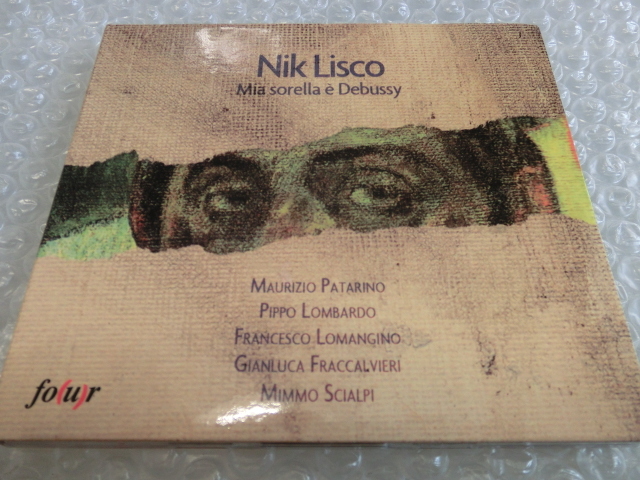 Nik Lisco
Mia sorella è Debussy
MAURIZIO PATARINO
PIPPO LOMBARDO
FRANCESCO LOMANGINO
GIANLUCA FRACCALVIERI
MIMMO SCIALPI
fo(u)r